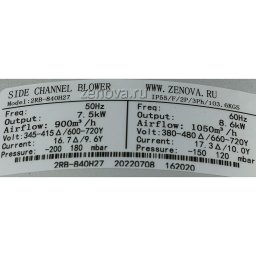 SIDE CHANNEL BLOWER WWW.ZENOVA.RU
Model:2RB-840H27 IP55/F/2P/3Ph/103.6KGS
Freq: 50Hz
Output: 7.5kW
Airflow: 900m³/h
Volt:345-415Δ/600-720Y
Current: 16.7Δ/9.6Y
Pressure: -200 180 mbar
Freq: 60Hz
Output: 8.6kW
Airflow: 1050m³/h
Volt:380-480Δ/660-720Y
Current: 17.3Δ/10.0Y
Pressure: -150 120 mbar
2RB-840H27 20220708 162020
zenova.ru